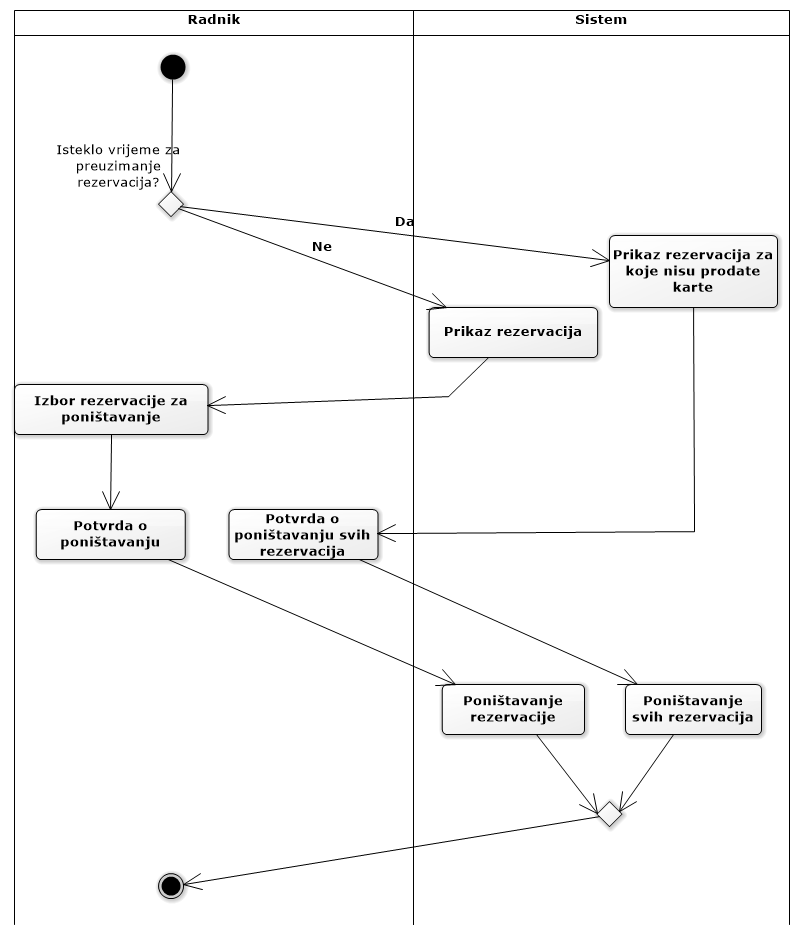 Radnik
Sistem
Isteklo vrijeme za
preuzimanje
rezervacija?
Da
Ne
Prikaz rezervacija za
koje nisu prodate
karte
Prikaz rezervacija
Izbor rezervacije za
poništavanje
Potvrda o
poništavanju
Potvrda o
poništavanju svih
rezervacija
Poništavanje
rezervacije
Poništavanje
svih rezervacija